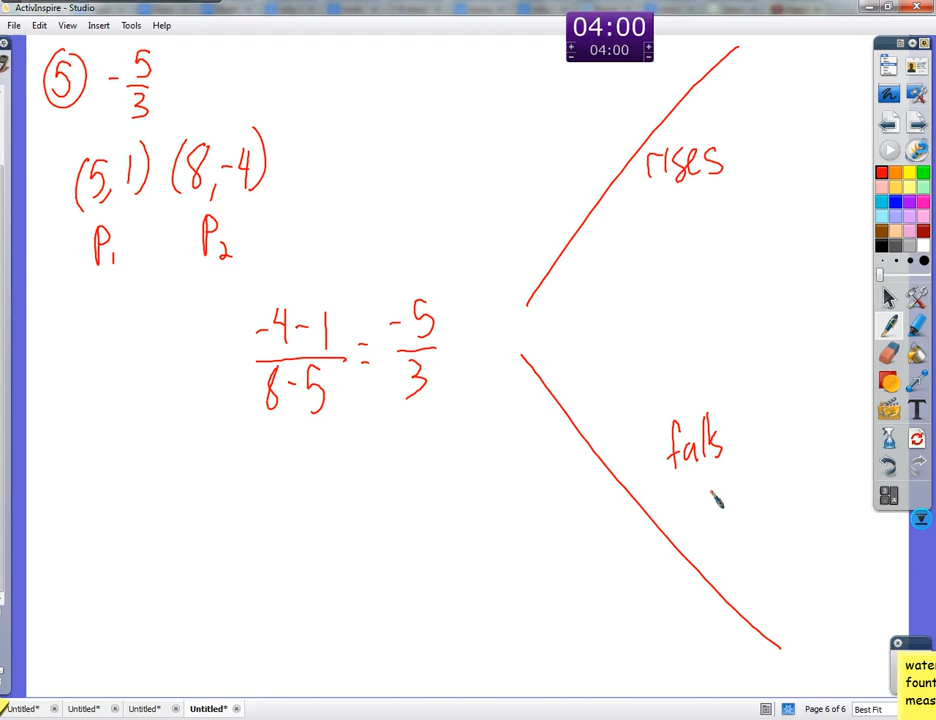 ActivInspire - Studio
File Edit View Insert Tools Help
04:00
04:00
5 - 5/3
(5,1) (8,-4)
P1 P2
rises
-4-1/8-5 = -5/3
falls
Untitled* Untitled* Untitled* Untitled*
Page 6 of 6 Best Fit
wate
fount
meas